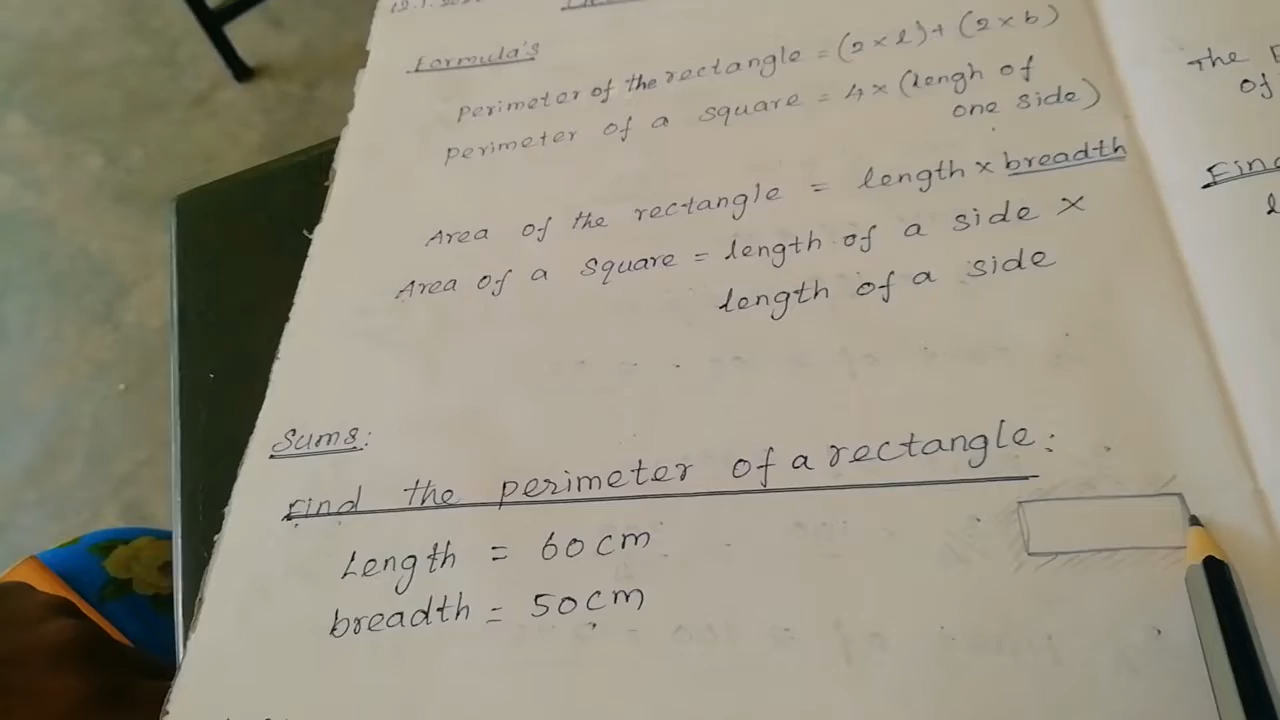 Formula's
Perimeter of the rectangle = (2 × l) + (2 × b)
Perimeter of a square = 4 × (lengh of
one side)
Area of the rectangle = length × breadth
Area of a square = length of a side ×
length of a side
Sums:
Find the perimeter of a rectangle:
Length = 60 cm
breadth = 50 cm
The
of
Find